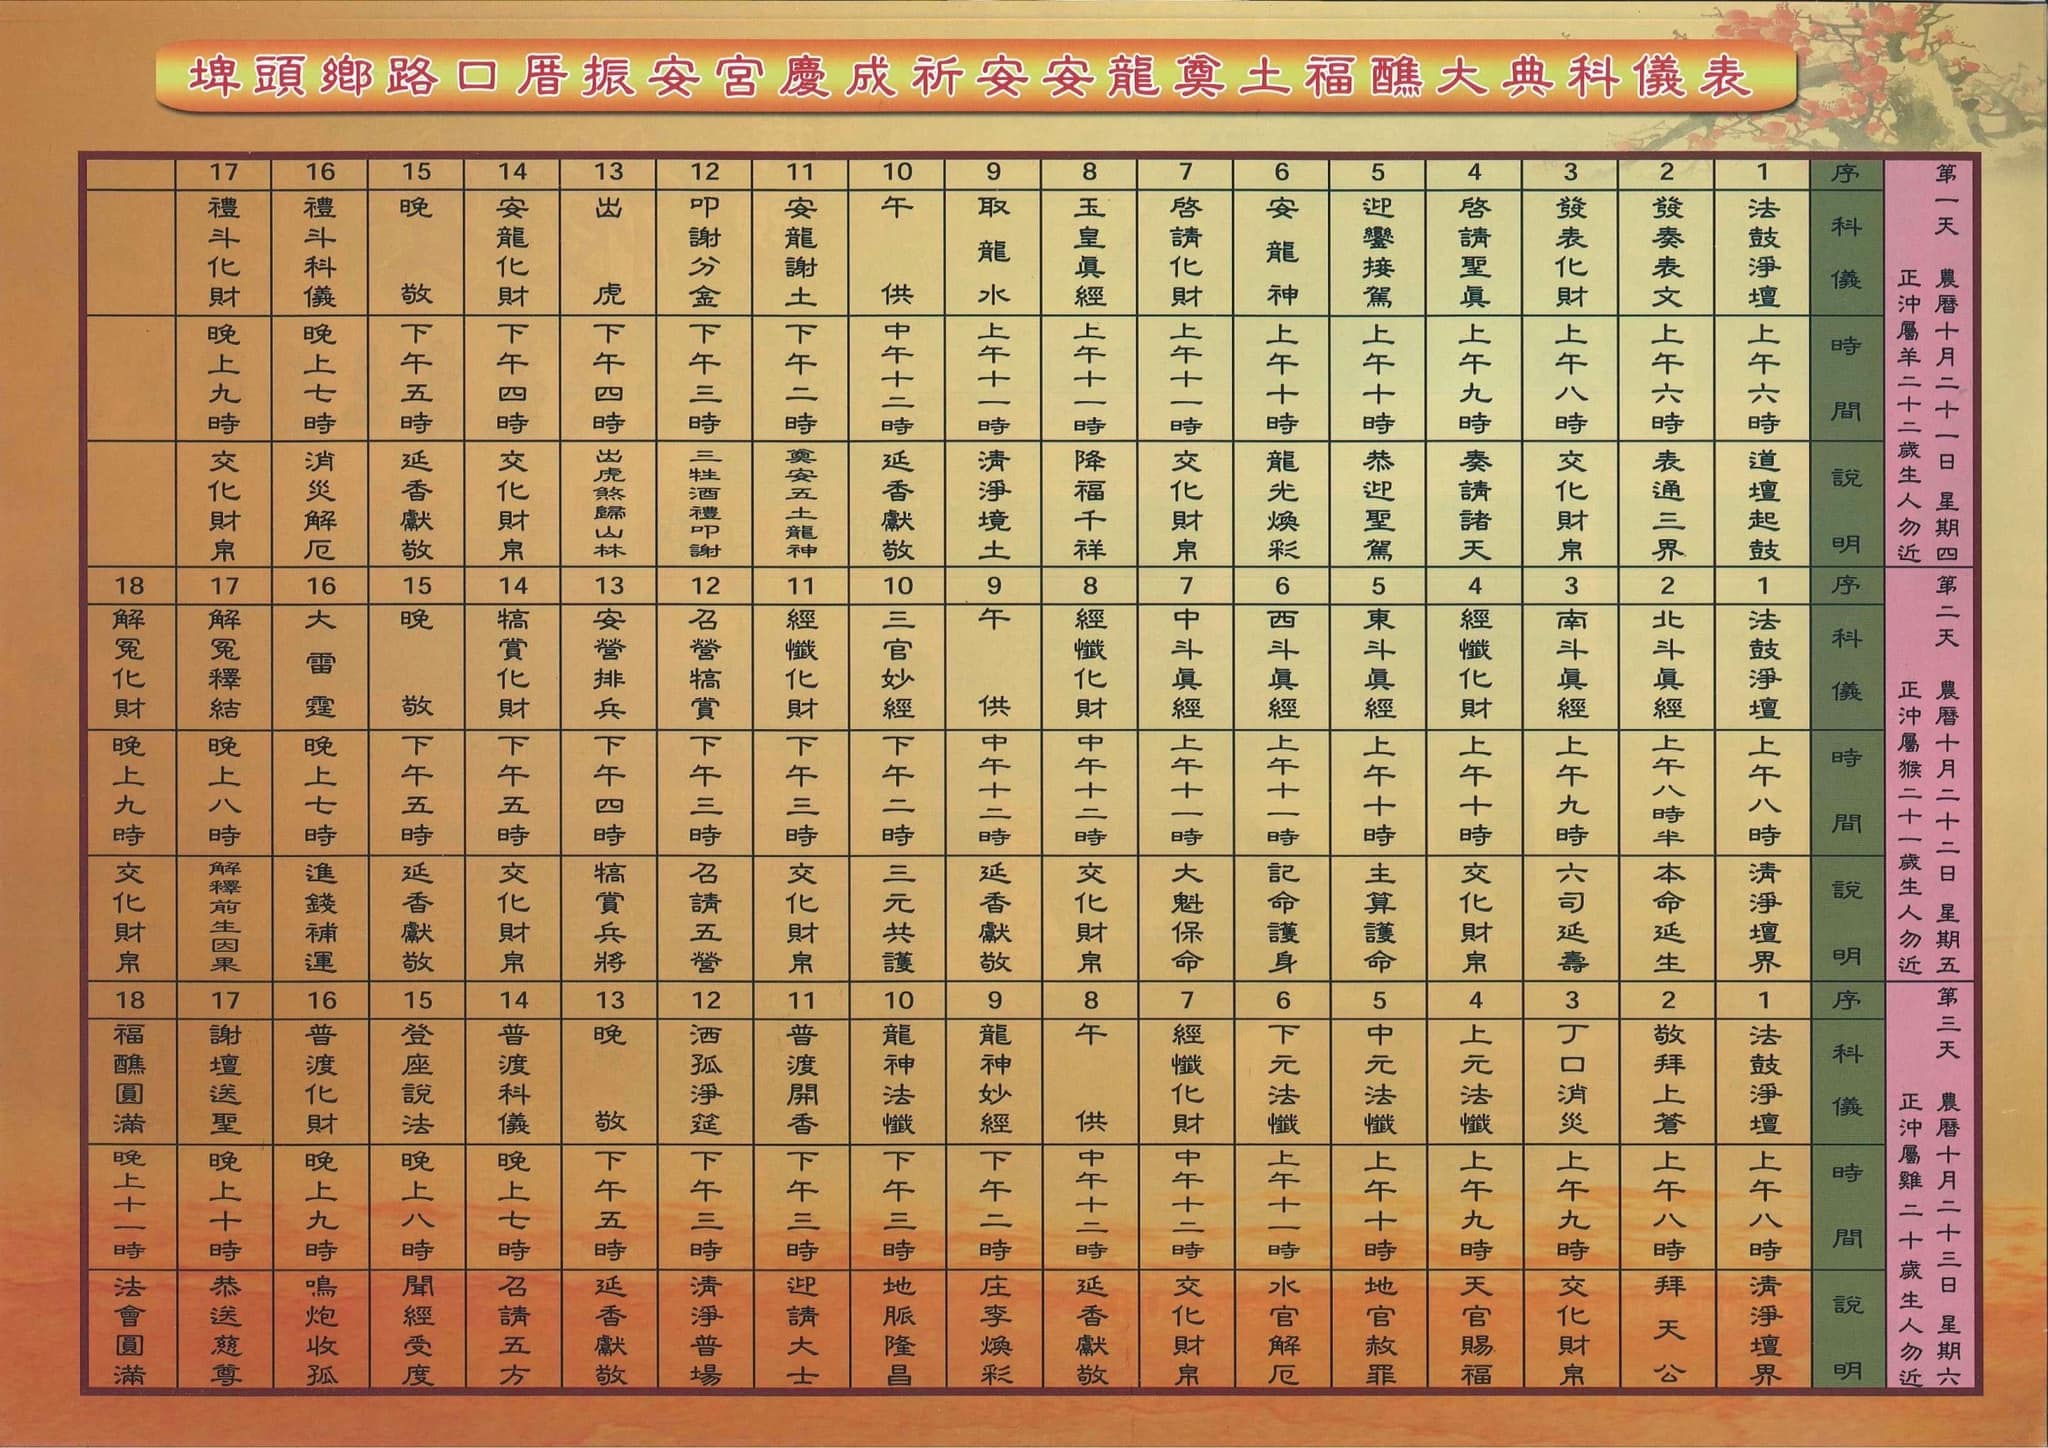 埤頭鄉路口厝振安宮慶成祈安安龍奠土福醮大典科儀表
第一天 農曆十月二十一日 星期四
正沖屬羊二十二歲生人勿近
序 科儀 時間 說明
1 法鼓淨壇 上午六時 道壇起鼓
2 發奏表文 上午六時 表通三界
3 發表化財 上午八時 交化財帛
4 啓請聖眞 上午九時 奏請諸天
5 迎鑾接駕 上午十時 恭迎聖駕
6 安龍神 上午十時 龍光煥彩
7 啓請化財 上午十一時 交化財帛
8 玉皇眞經 上午十一時 降福千祥
9 取龍水 上午十一時 清淨境土
10 午供 中午十二時 延香獻敬
11 安龍謝土 下午二時 奠安五土龍神
12 叩謝分金 下午三時 三牲酒禮叩謝
13 出虎 下午四時 出虎煞歸山林
14 安龍化財 下午四時 交化財帛
15 晚敬 下午五時 延香獻敬
16 禮斗科儀 晚上七時 消災解厄
17 禮斗化財 晚上九時 交化財帛
第二天 農曆十月二十二日 星期五
正沖屬猴二十一歲生人勿近
序 科儀 時間 說明
1 法鼓淨壇 上午八時 清淨壇界
2 北斗眞經 上午八時半 本命延生
3 南斗眞經 上午九時 六司延壽
4 經懺化財 上午十時 交化財帛
5 東斗眞經 上午十時 主算護命
6 西斗眞經 上午十一時 記命護身
7 中斗眞經 上午十一時 大魁保命
8 經懺化財 中午十二時 交化財帛
9 午供 中午十二時 延香獻敬
10 三官妙經 下午二時 三元共護
11 經懺化財 下午三時 交化財帛
12 召營犒賞 下午三時 召請五營
13 安營排兵 下午四時 犒賞兵將
14 犒賞化財 下午五時 交化財帛
15 晚敬 下午五時 延香獻敬
16 大雷霆 晚上七時 進錢補運
17 解冤釋結 晚上八時 解釋前生因果
18 解冤化財 晚上九時 交化財帛
第三天 農曆十月二十三日 星期六
正沖屬雞二十歲生人勿近
序 科儀 時間 說明
1 法鼓淨壇 上午八時 清淨壇界
2 敬拜上蒼 上午八時 拜天公
3 丁口消災 上午九時 交化財帛
4 上元法懺 上午九時 天官賜福
5 中元法懺 上午十時 地官赦罪
6 下元法懺 上午十一時 水官解厄
7 經懺化財 中午十二時 交化財帛
8 午供 中午十二時 延香獻敬
9 龍神妙經 下午二時 庄李煥彩
10 龍神法懺 下午三時 地脈隆昌
11 普渡開香 下午三時 迎請大士
12 洒孤淨筵 下午三時 清淨普場
13 晚敬 下午五時 延香獻敬
14 普渡科儀 晚上七時 召請五方
15 登座說法 晚上八時 聞經受度
16 普渡化財 晚上九時 鳴炮收孤
17 謝壇送聖 晚上十時 恭送慈尊
18 福醮圓滿 晚上十一時 法會圓滿